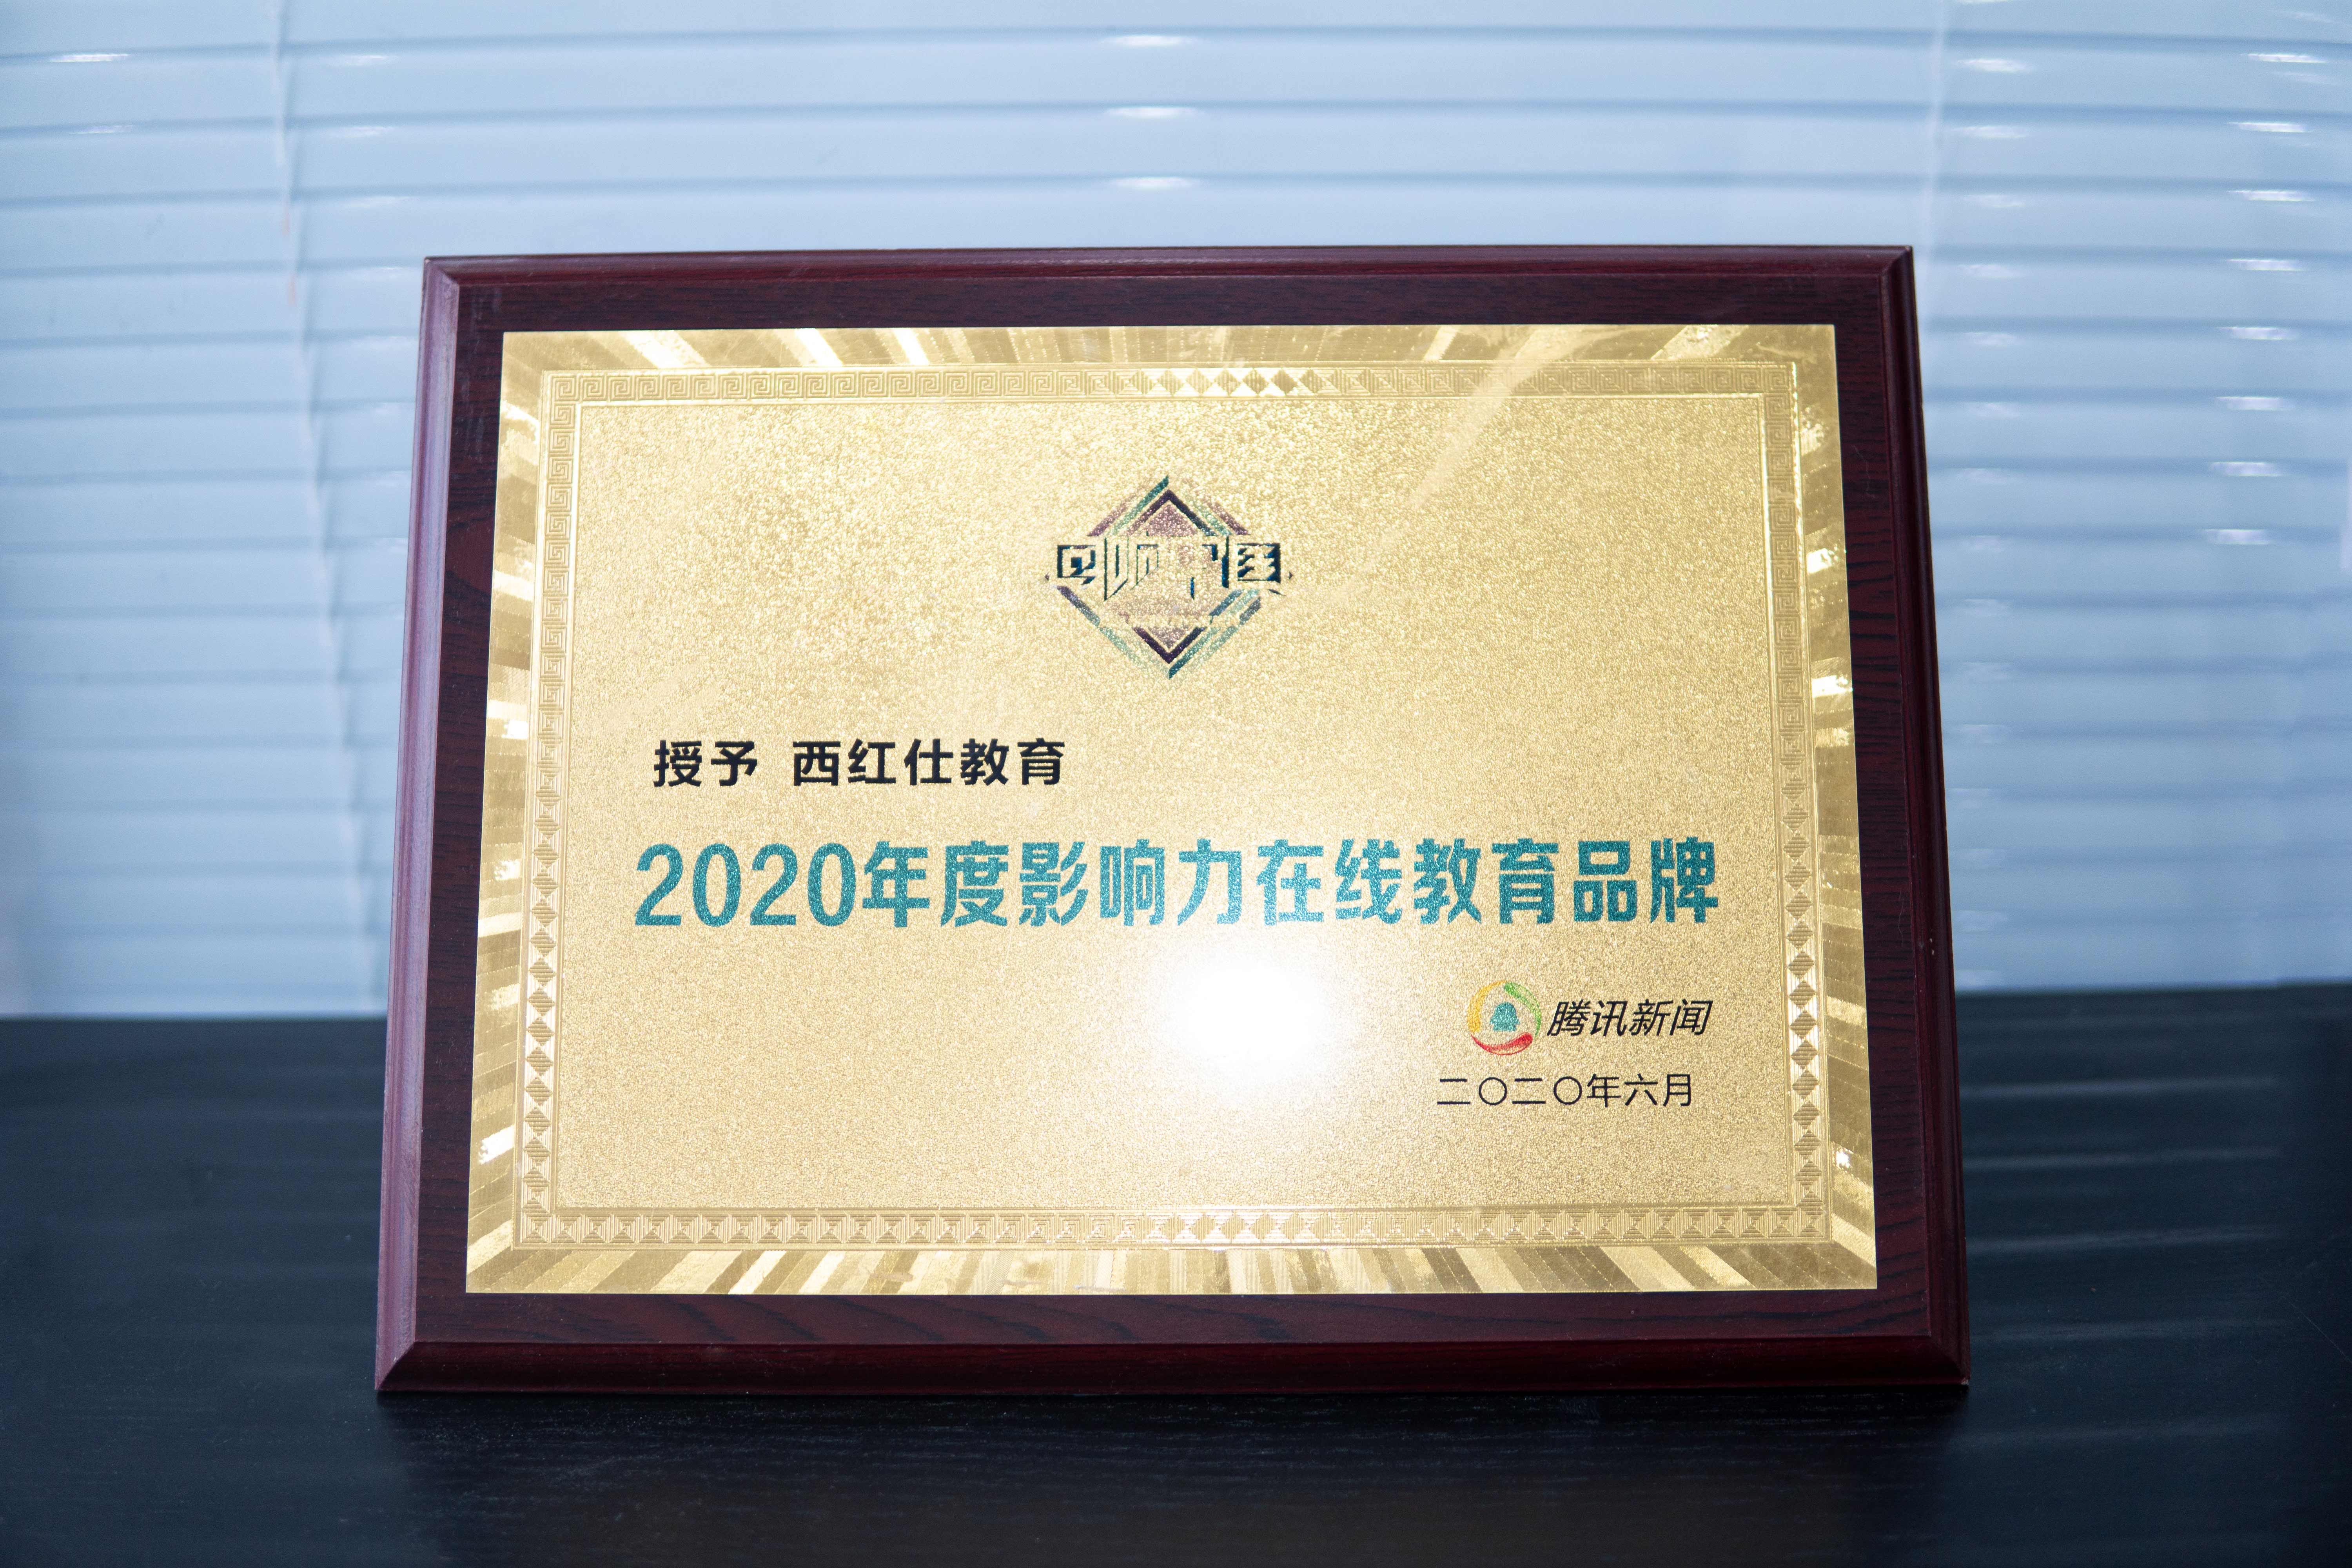 授予 西红仕教育
2020年度影响力在线教育品牌
腾讯新闻
二〇二〇年六月